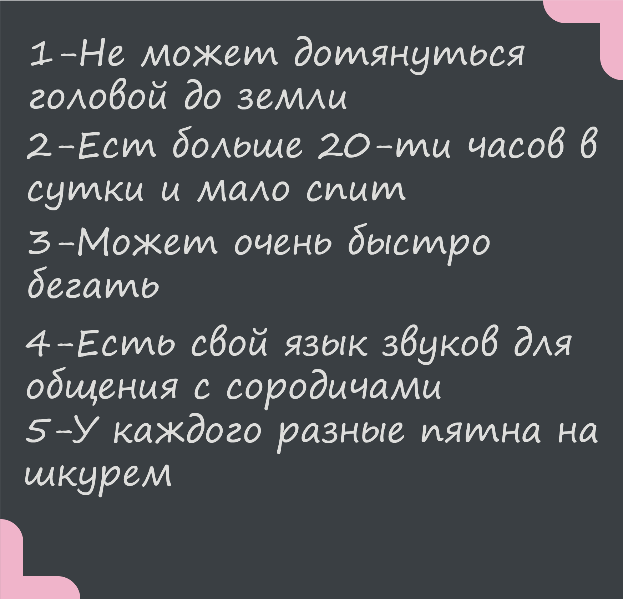 1-Не может дотянуться
головой до земли
2-Ест больше 20-ти часов в
сутки и мало спит
3-Может очень быстро
бегать
4-Есть свой язык звуков для
общения с сородичами
5-У каждого разные пятна на
шкурем